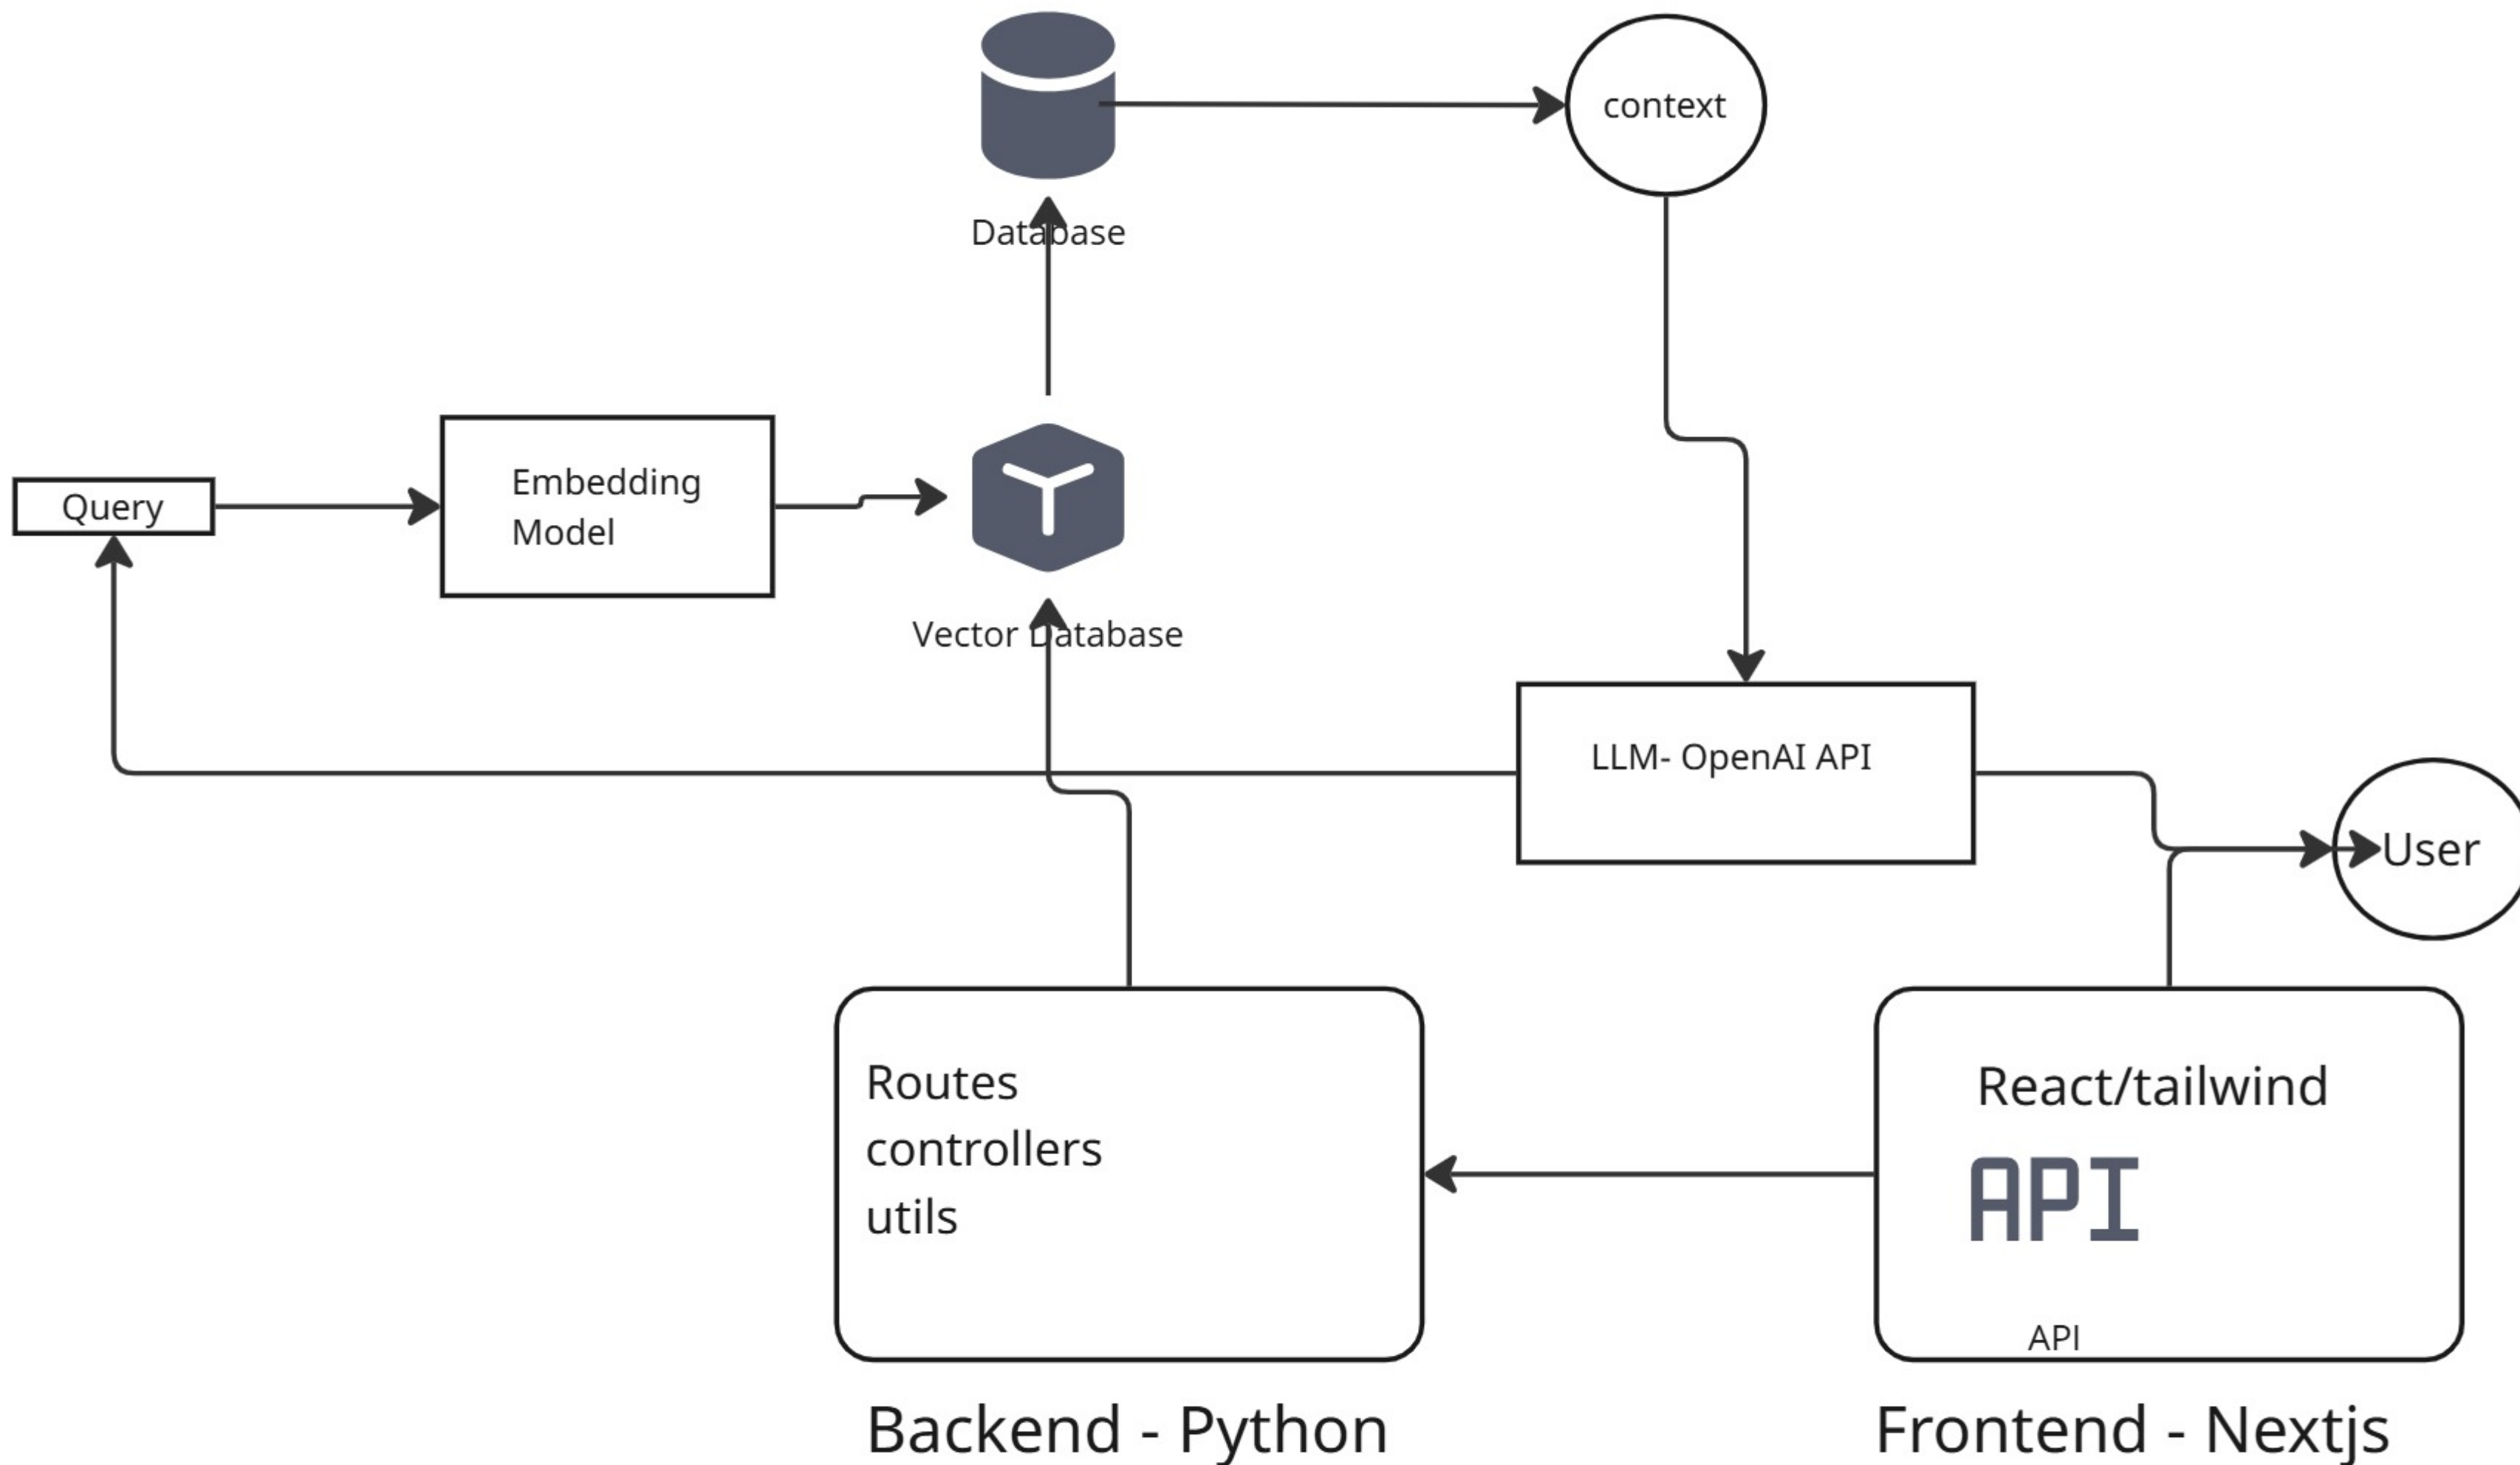 Database
context
Query
Embedding
Model
Vector Database
LLM- OpenAI API
User
Routes
controllers
utils
React/tailwind
API
API
Backend - Python
Frontend - Nextjs